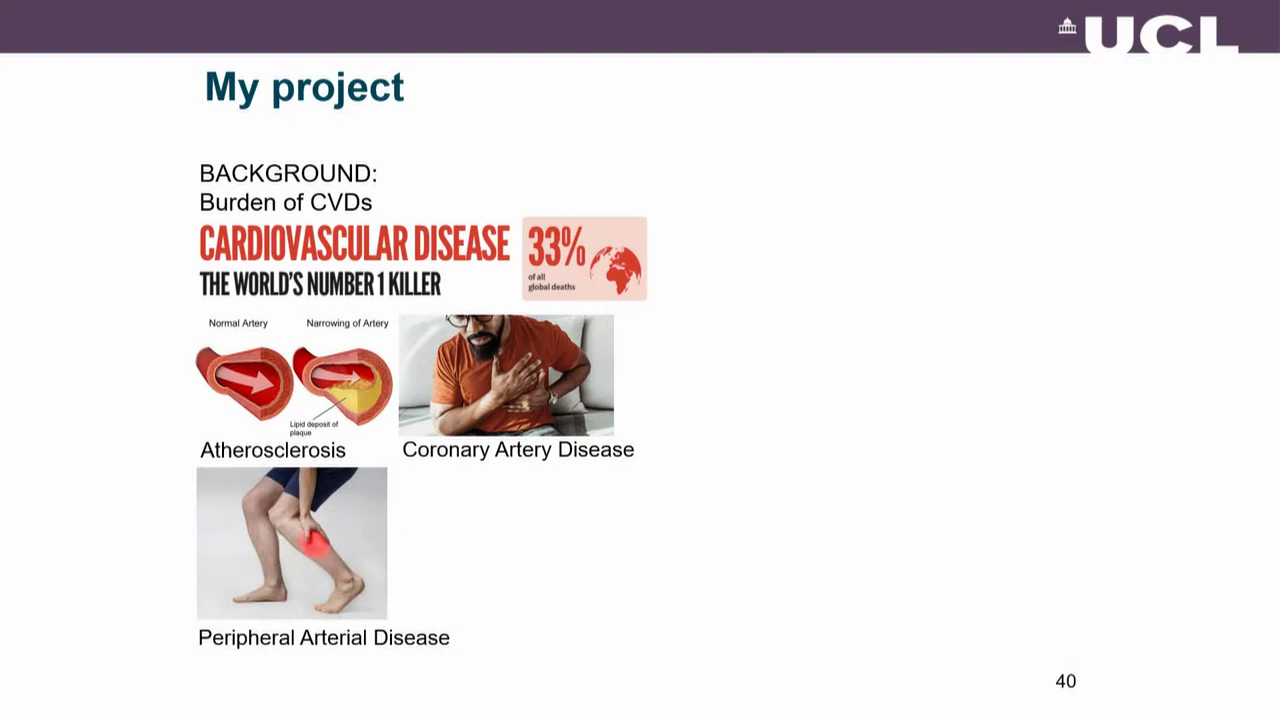 UCL
My project
BACKGROUND:
Burden of CVDs
CARDIOVASCULAR DISEASE
THE WORLD'S NUMBER 1 KILLER
33%
of all
global deaths
Normal Artery
Narrowing of Artery
Lipid deposit of
plaque
Atherosclerosis
Coronary Artery Disease
Peripheral Arterial Disease
40